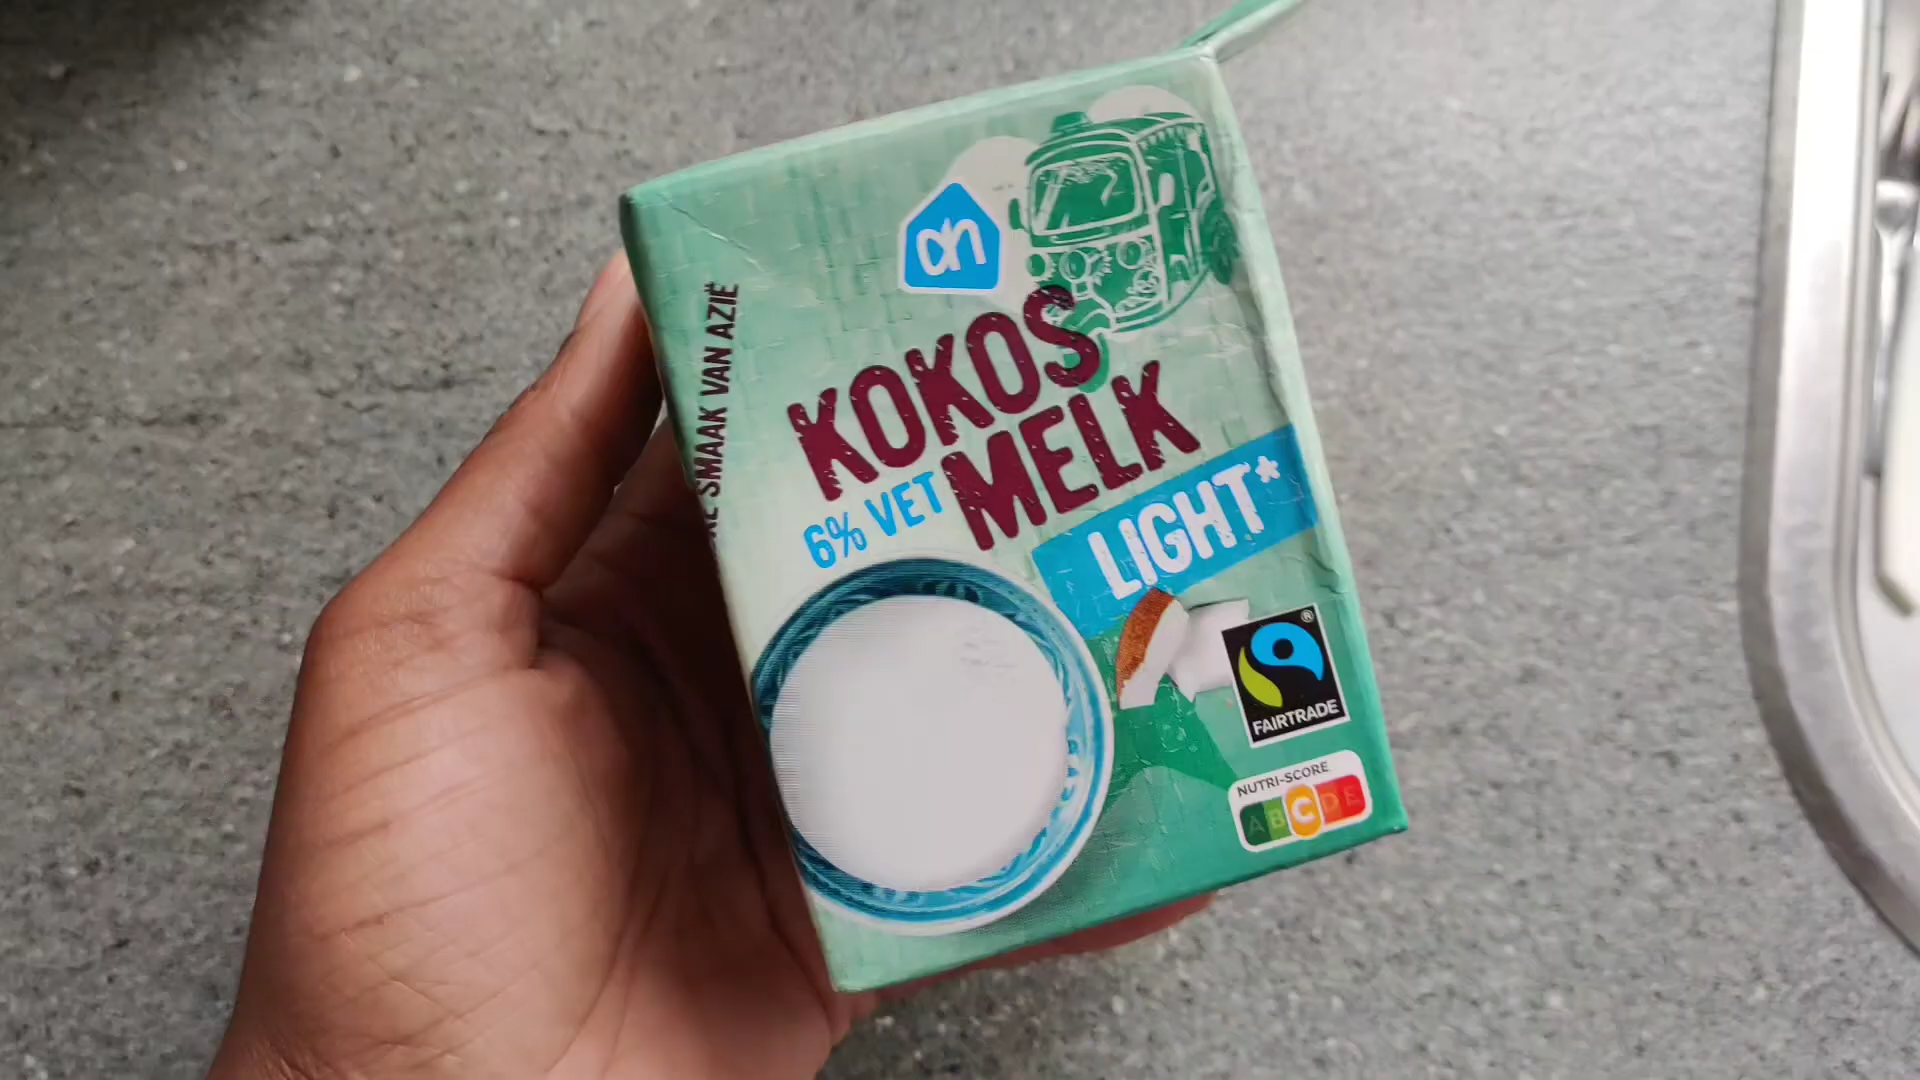 ah
SMAAK VAN AZIË
KOKOS
MELK
6% VET
LIGHT*
FAIRTRADE
®
NUTRI-SCORE
A B C D E